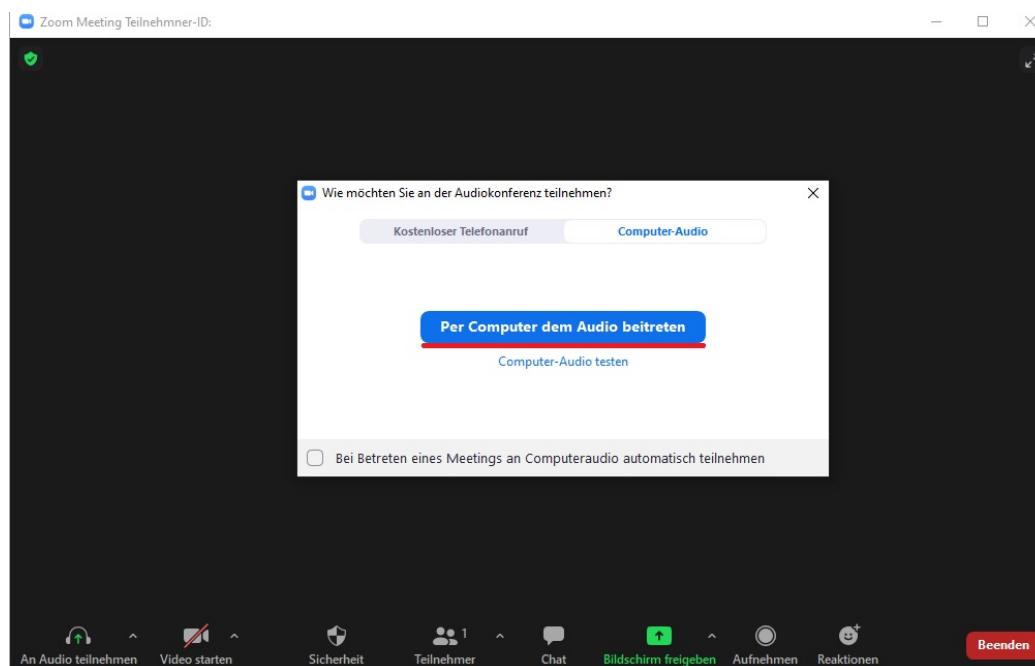 Zoom Meeting Teilnehmner-ID:
Wie möchten Sie an der Audiokonferenz teilnehmen?
Kostenloser Telefonanruf
Computer-Audio
Per Computer dem Audio beitreten
Computer-Audio testen
Bei Betreten eines Meetings an Computeraudio automatisch teilnehmen
1
An Audio teilnehmen
Video starten
Sicherheit
Teilnehmer
Chat
Bildschirm freigeben
Aufnehmen
Reaktionen
Beenden